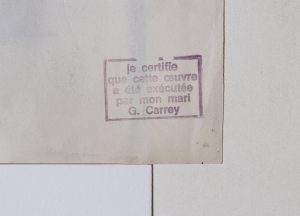 je certifie
que cette œuvre
a été exécutée
par mon mari
G. Carrey